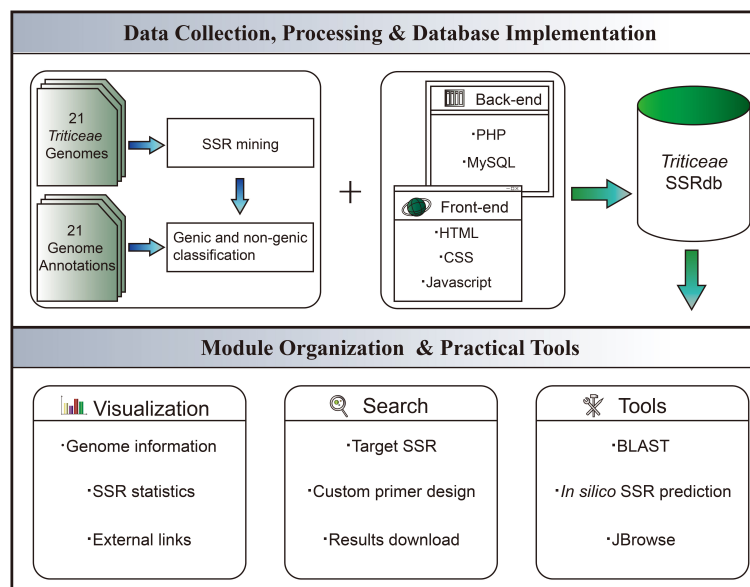 Data Collection, Processing & Database Implementation
21
Triticeae
Genomes
SSR mining
21
Genome
Annotations
Genic and non-genic
classification
+
Back-end
·PHP
·MySQL
Front-end
·HTML
·CSS
·Javascript
Triticeae
SSRdb
Module Organization & Practical Tools
Visualization
·Genome information
·SSR statistics
·External links
Search
·Target SSR
·Custom primer design
·Results download
Tools
·BLAST
·In silico SSR prediction
·JBrowse